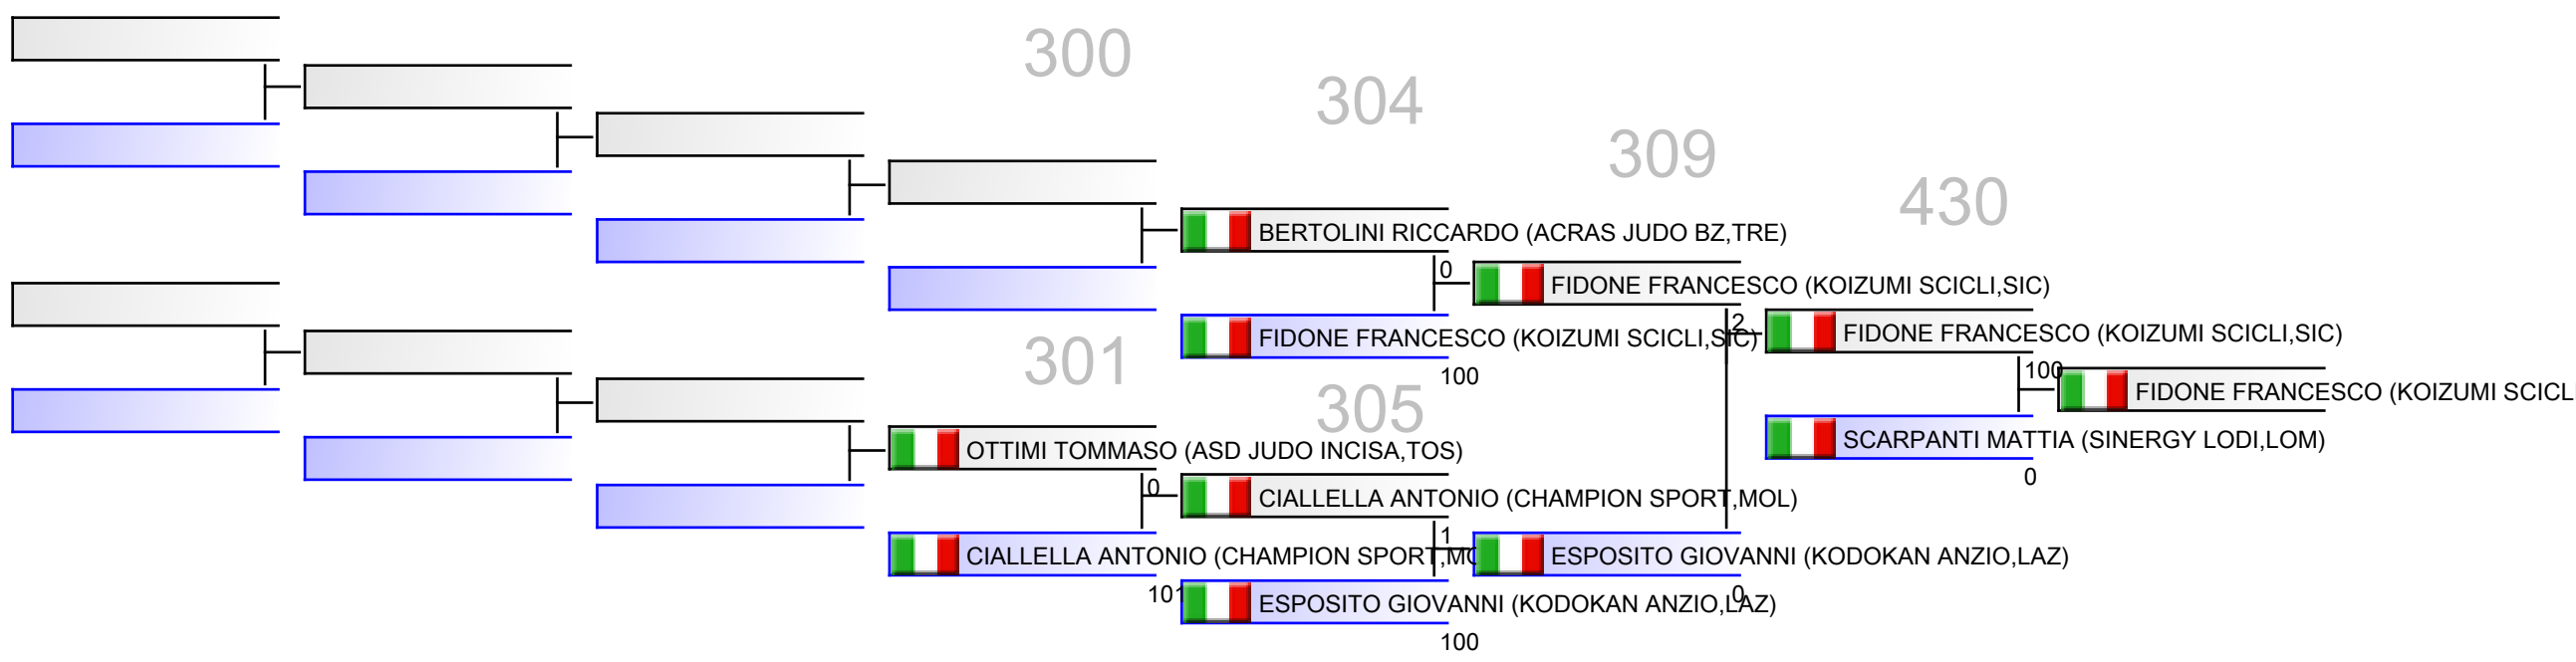 300
304
309
430
BERTOLINI RICCARDO (ACRAS JUDO BZ,TRE)
0
FIDONE FRANCESCO (KOIZUMI SCICLI,SIC)
2
FIDONE FRANCESCO (KOIZUMI SCICLI,SIC)
FIDONE FRANCESCO (KOIZUMI SCICLI,SIC)
301
100
100
305
FIDONE FRANCESCO (KOIZUMI SCICL
SCARPANTI MATTIA (SINERGY LODI,LOM)
OTTIMI TOMMASO (ASD JUDO INCISA,TOS)
0
0
CIALLELLA ANTONIO (CHAMPION SPORT,MOL)
1
CIALLELLA ANTONIO (CHAMPION SPORT,MO
ESPOSITO GIOVANNI (KODOKAN ANZIO,LAZ)
101
0
ESPOSITO GIOVANNI (KODOKAN ANZIO,LAZ)
100